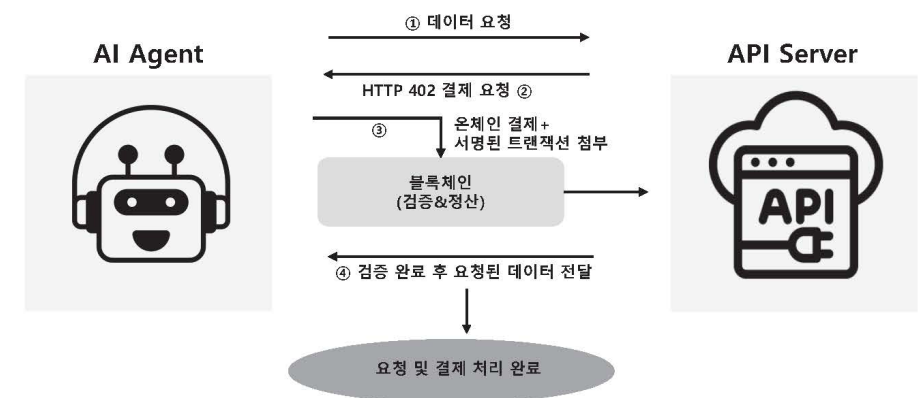 ① 데이터 요청
AI Agent
API Server
HTTP 402 결제 요청 ②
③
온체인 결제+
서명된 트랜잭션 첨부
블록체인
(검증&정산)
API
④ 검증 완료 후 요청된 데이터 전달
요청 및 결제 처리 완료